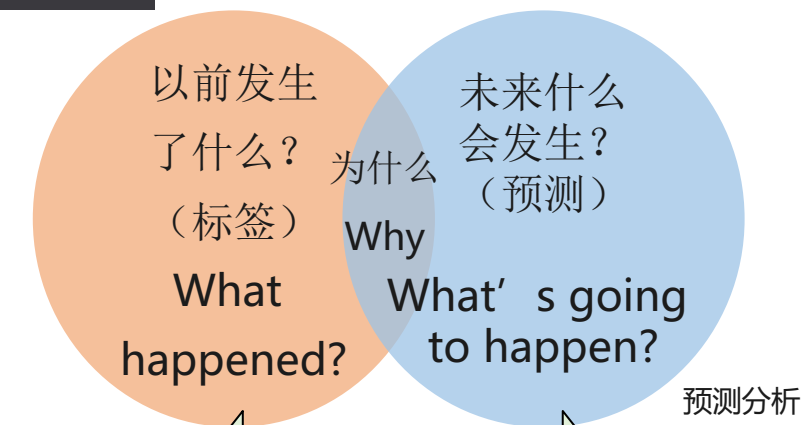 以前发生
了什么？
（标签）
What
happened?
为什么
Why
未来什么
会发生？
（预测）
What’s going
to happen?
预测分析